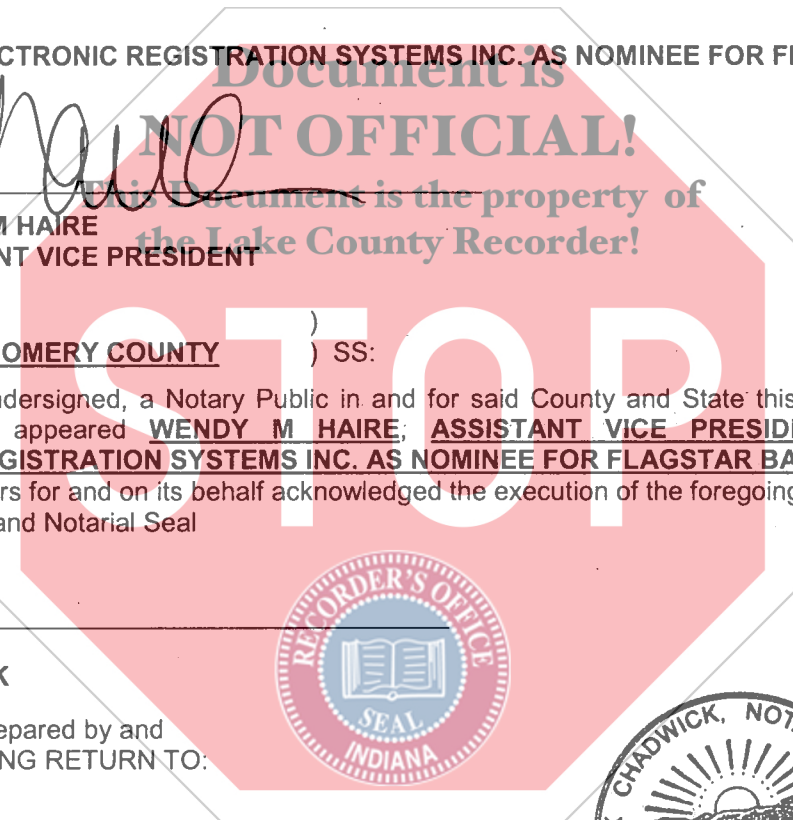 CTRONIC REGISTRATION SYSTEMS INC. AS NOMINEE FOR FL
Document is
NOT OFFICIAL!
This Document is the property of
the Lake County Recorder!
M HAIRE
NT VICE PRESIDENT
)
OMERY COUNTY ) SS:
ndersigned, a Notary Public in and for said County and State this
appeared WENDY M HAIRE, ASSISTANT VICE PRESID
GISTRATION SYSTEMS INC. AS NOMINEE FOR FLAGSTAR BA
rs for and on its behalf acknowledged the execution of the foregoing
and Notarial Seal
STOP
RECORDER'S OFFICE
SEAL
INDIANA
K
epared by and
NG RETURN TO:
CHADWICK, NOT